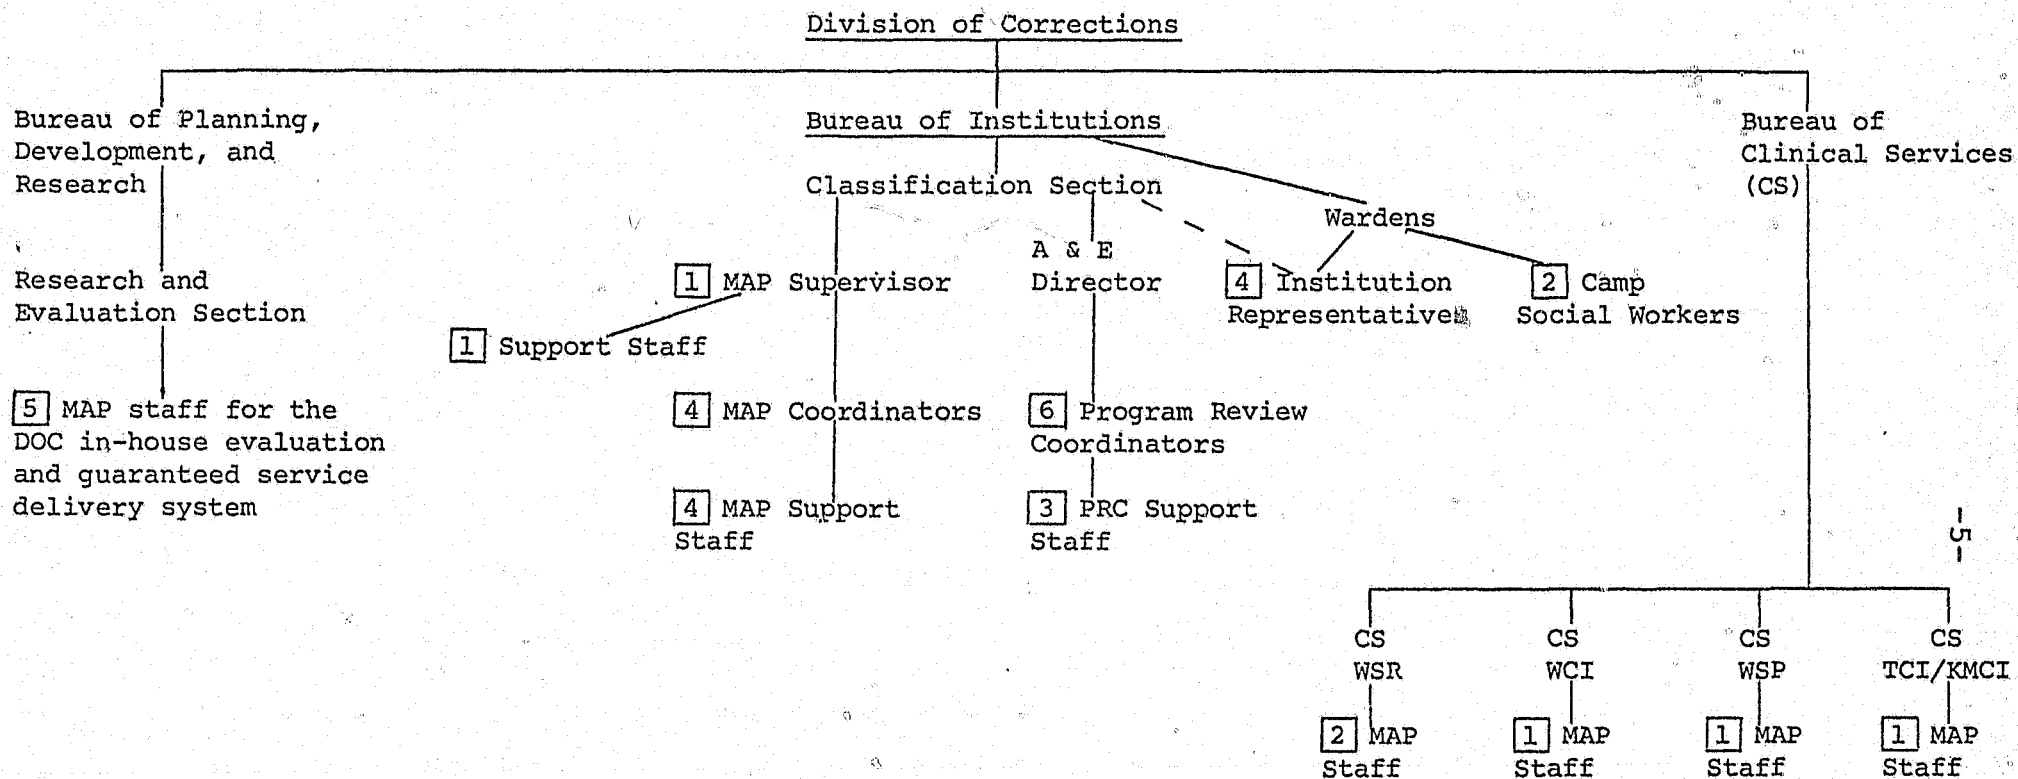 Division of Corrections
Bureau of Planning,
Development, and
Research
Bureau of Institutions
Bureau of
Clinical Services
(CS)
Classification Section
Wardens
Research and
Evaluation Section
1 MAP Supervisor
A & E
Director
4 Institution
Representatives
2 Camp
Social Workers
1 Support Staff
5 MAP staff for the
DOC in-house evaluation
and guaranteed service
delivery system
4 MAP Coordinators
6 Program Review
Coordinators
4 MAP Support
Staff
3 PRC Support
Staff
-5-
CS
WSR
CS
WCI
CS
WSP
CS
TCI/KMCI
2 MAP
Staff
1 MAP
Staff
1 MAP
Staff
1 MAP
Staff